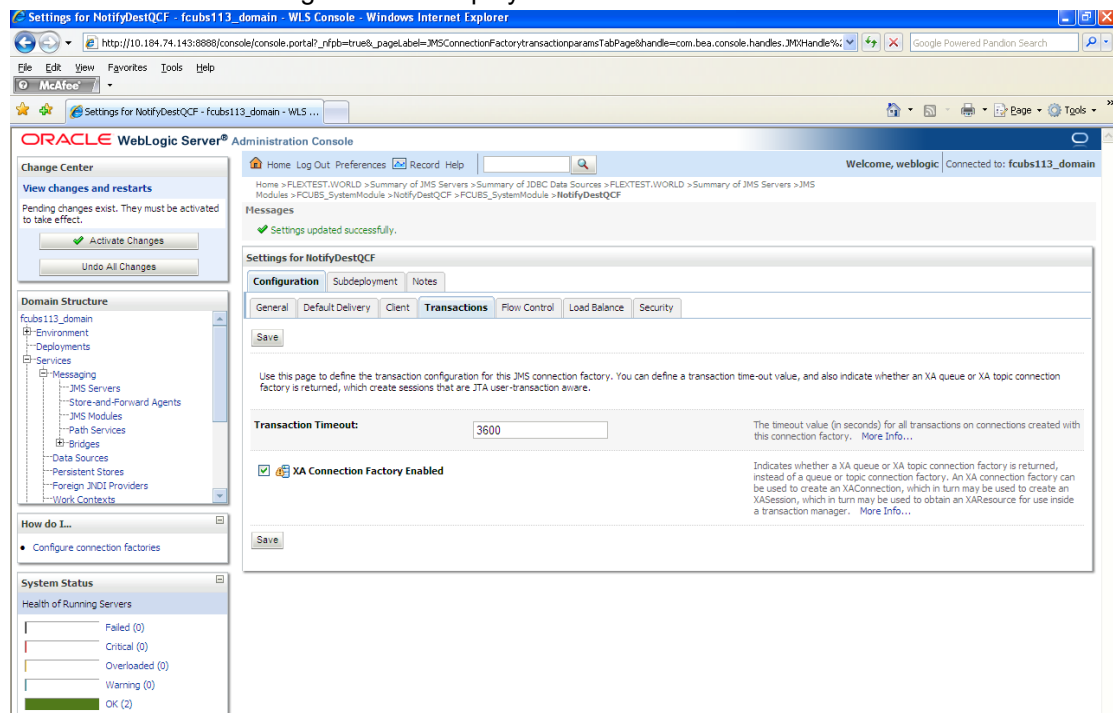 Settings for NotifyDestQCF - fcubs113_domain - WLS Console - Windows Internet Explorer
http://10.184.74.143:8888/console/console.portal?_nfpb=true&_pageLabel=JMSConnectionFactorytransactionparamsTabPage&handle=com.bea.console.handles.JMXHandle%
Google Powered Pandion Search
File Edit View Favorites Tools Help
McAfee
Settings for NotifyDestQCF - fcubs113_domain - WLS ...
Page Tools
ORACLE WebLogic Server® Administration Console
Change Center
View changes and restarts
Pending changes exist. They must be activated
to take effect.
Activate Changes
Undo All Changes
Domain Structure
fcubs113_domain
Environment
Deployments
Services
Messaging
JMS Servers
Store-and-Forward Agents
JMS Modules
Path Services
Bridges
Data Sources
Persistent Stores
Foreign JNDI Providers
Work Contexts
How do I...
Configure connection factories
System Status
Health of Running Servers
Failed (0)
Critical (0)
Overloaded (0)
Warning (0)
OK (2)
Home Log Out Preferences Record Help
Welcome, weblogic Connected to: fcubs113_domain
Home >FLEXTEST.WORLD >Summary of JMS Servers >Summary of JDBC Data Sources >FLEXTEST.WORLD >Summary of JMS Servers >JMS
Modules >FCUBS_SystemModule >NotifyDestQCF >FCUBS_SystemModule >NotifyDestQCF
Messages
Settings updated successfully.
Settings for NotifyDestQCF
Configuration Subdeployment Notes
General Default Delivery Client Transactions Flow Control Load Balance Security
Save
Use this page to define the transaction configuration for this JMS connection factory. You can define a transaction time-out value, and also indicate whether an XA queue or XA topic connection
factory is returned, which create sessions that are JTA user-transaction aware.
Transaction Timeout:
3600
The timeout value (in seconds) for all transactions on connections created with
this connection factory. More Info...
XA Connection Factory Enabled
Indicates whether a XA queue or XA topic connection factory is returned,
instead of a queue or topic connection factory. An XA connection factory can
be used to create an XAConnection, which in turn may be used to create an
XASession, which in turn may be used to obtain an XAResource for use inside
a transaction manager. More Info...
Save